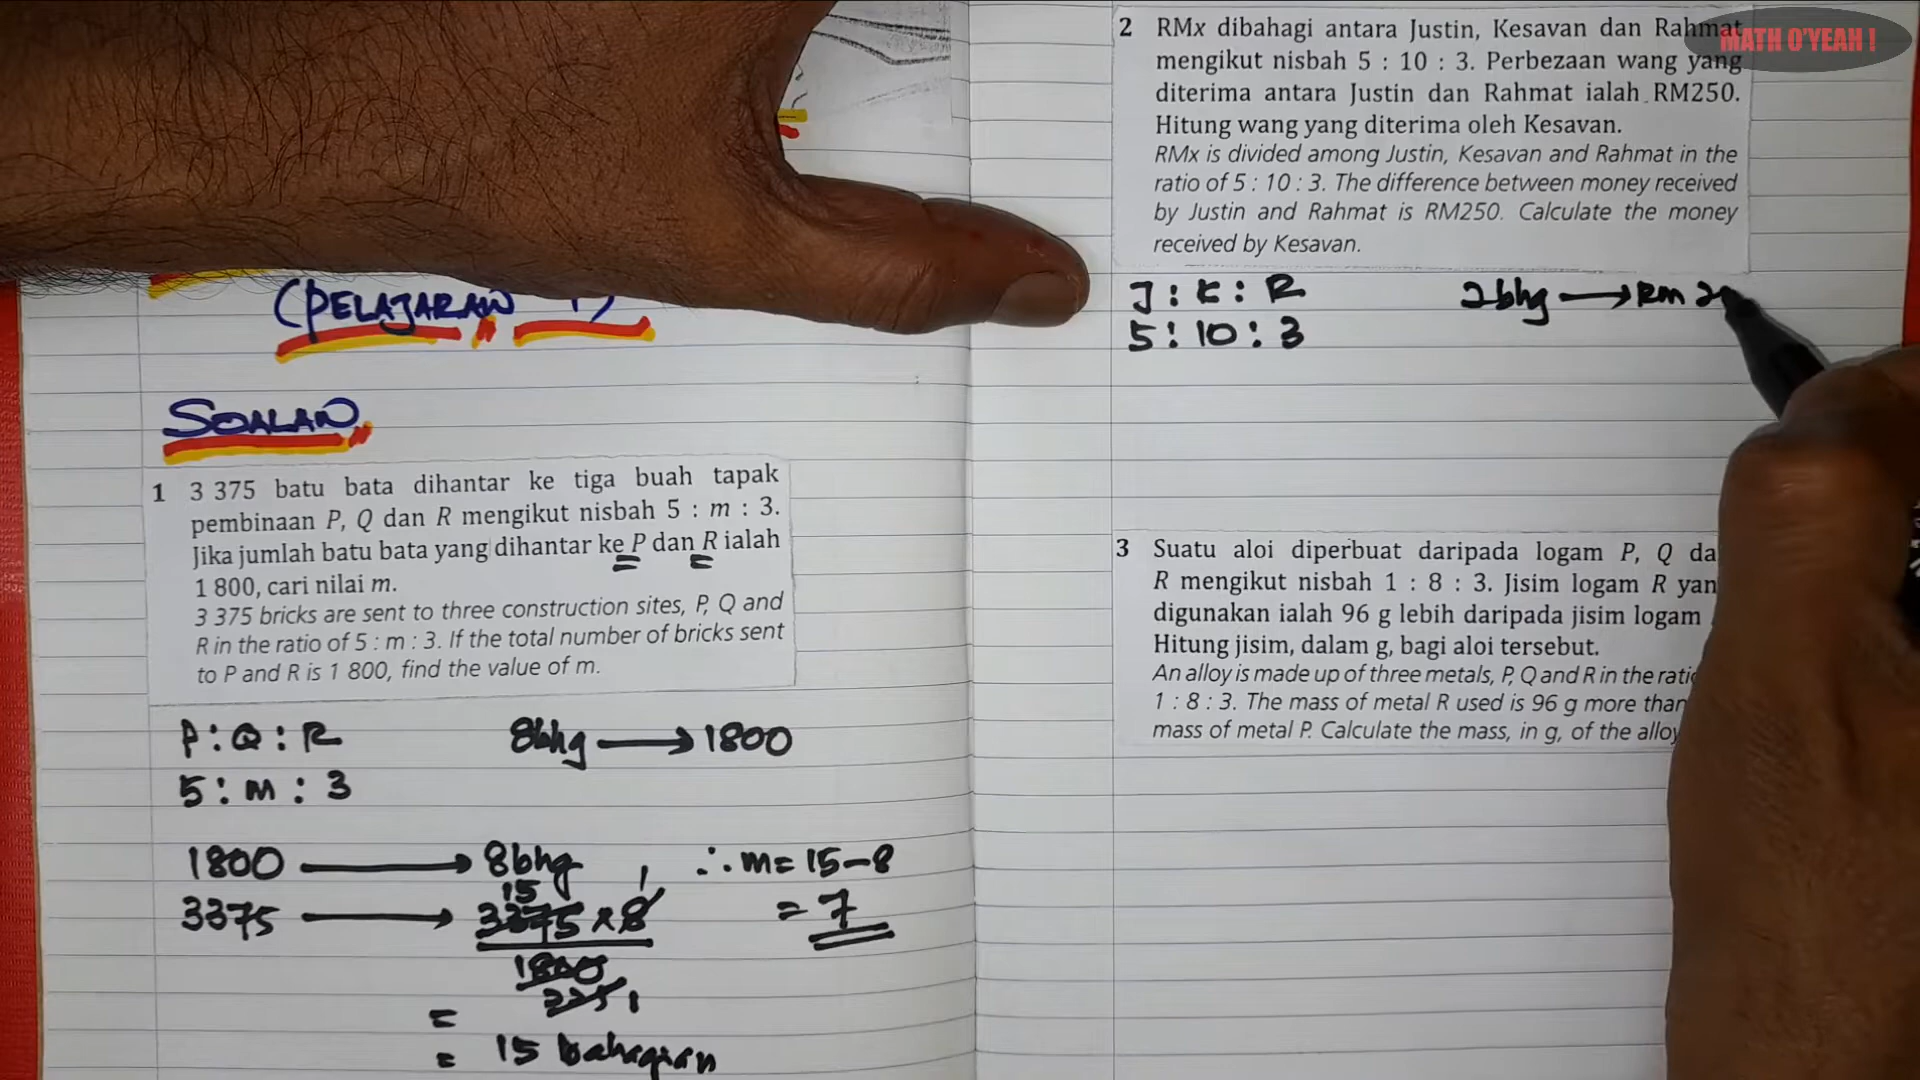 (PELAJARAN 1)
SOALAN
1 3 375 batu bata dihantar ke tiga buah tapak
pembinaan P, Q dan R mengikut nisbah 5 : m : 3.
Jika jumlah batu bata yang dihantar ke P dan R ialah
1 800, cari nilai m.
3 375 bricks are sent to three construction sites, P, Q and
R in the ratio of 5 : m : 3. If the total number of bricks sent
to P and R is 1 800, find the value of m.
P : Q : R
5 : m : 3
8bhg → 1800
1800 → 8bhg
15 1
3375 → 3375 × 8
1800
225 1
=
= 15 bahagian
∴ m = 15 - 8
= 7
MATH O'YEAH !
2 RMx dibahagi antara Justin, Kesavan dan Rahmat
mengikut nisbah 5 : 10 : 3. Perbezaan wang yang
diterima antara Justin dan Rahmat ialah RM250.
Hitung wang yang diterima oleh Kesavan.
RMx is divided among Justin, Kesavan and Rahmat in the
ratio of 5 : 10 : 3. The difference between money received
by Justin and Rahmat is RM250. Calculate the money
received by Kesavan.
J : K : R
5 : 10 : 3
2bhg → RM 2
3 Suatu aloi diperbuat daripada logam P, Q da
R mengikut nisbah 1 : 8 : 3. Jisim logam R yan
digunakan ialah 96 g lebih daripada jisim logam
Hitung jisim, dalam g, bagi aloi tersebut.
An alloy is made up of three metals, P, Q and R in the rati
1 : 8 : 3. The mass of metal R used is 96 g more than
mass of metal P. Calculate the mass, in g, of the alloy